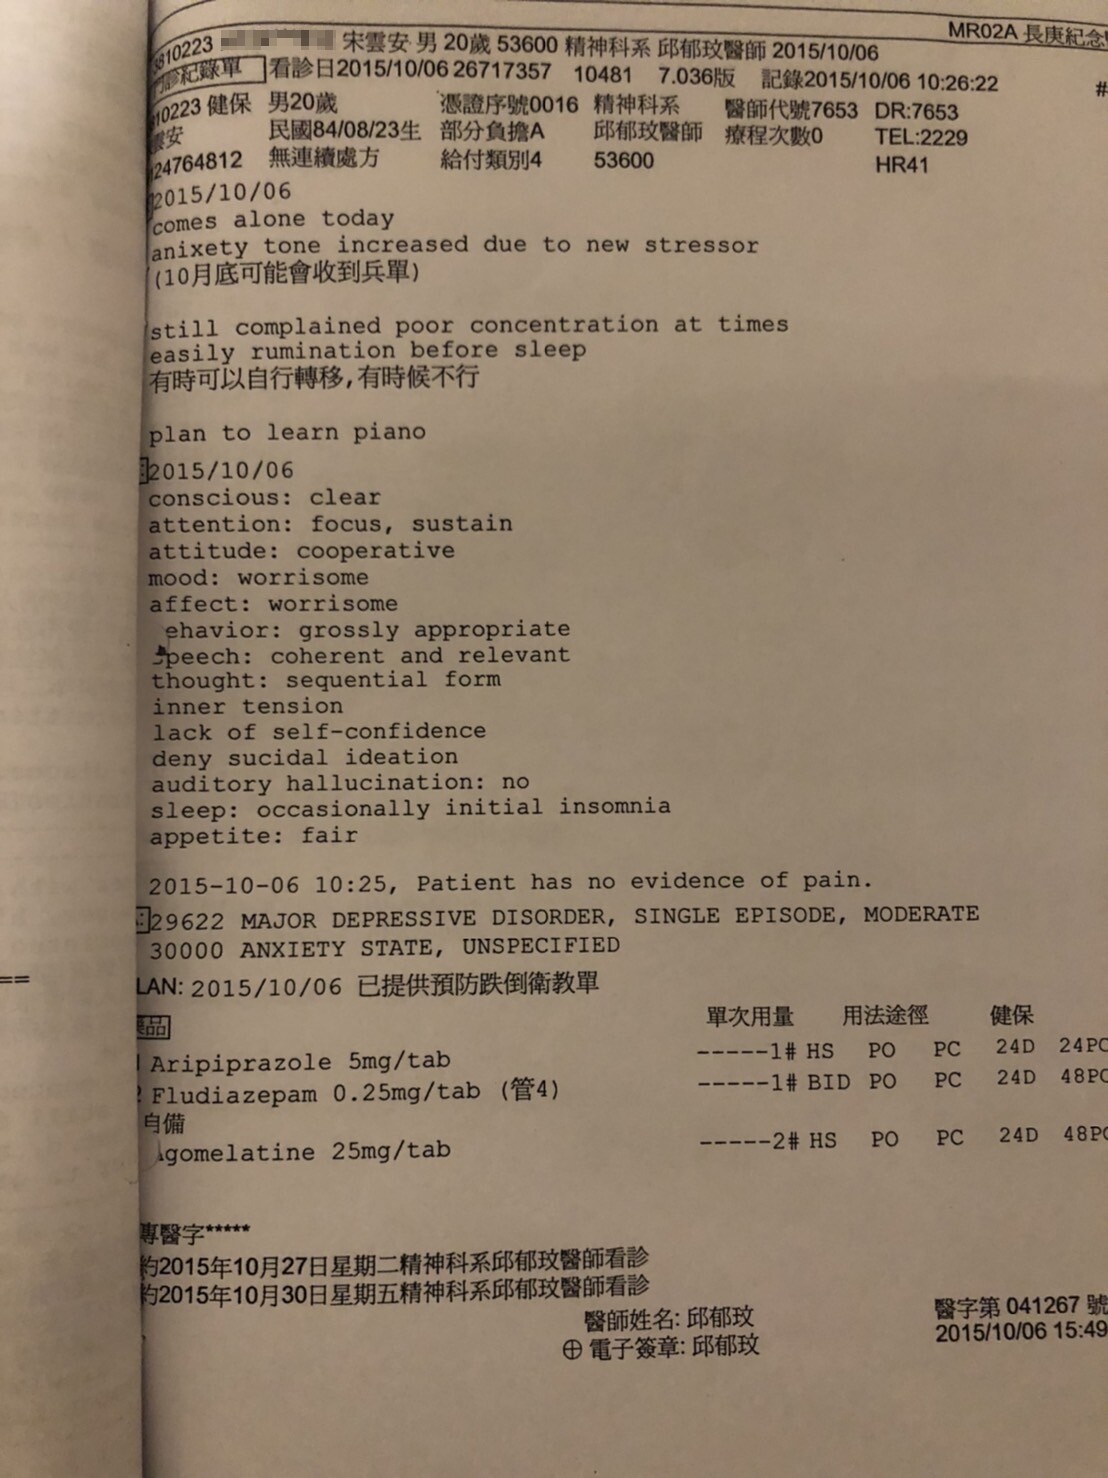 MR02A 長庚紀念
810223 宋雲安 男 20歲 53600 精神科系 邱郁玟醫師 2015/10/06
診紀錄單 看診日2015/10/06 26717357 10481 7.036版 記錄2015/10/06 10:26:22 #
10223 健保 男20歲 憑證序號0016 精神科系 醫師代號7653 DR:7653
雲安 民國84/08/23生 部分負擔A 邱郁玟醫師 療程次數0 TEL:2229
24764812 無連續處方 給付類別4 53600 HR41
2015/10/06
comes alone today
anixety tone increased due to new stressor
(10月底可能會收到兵單)
still complained poor concentration at times
easily rumination before sleep
有時可以自行轉移,有時候不行
plan to learn piano
2015/10/06
conscious: clear
attention: focus, sustain
attitude: cooperative
mood: worrisome
affect: worrisome
ehavior: grossly appropriate
speech: coherent and relevant
thought: sequential form
inner tension
lack of self-confidence
deny sucidal ideation
auditory hallucination: no
sleep: occasionally initial insomnia
appetite: fair
2015-10-06 10:25, Patient has no evidence of pain.
29622 MAJOR DEPRESSIVE DISORDER, SINGLE EPISODE, MODERATE
30000 ANXIETY STATE, UNSPECIFIED
==
LAN: 2015/10/06 已提供預防跌倒衛教單
藥品 單次用量 用法途徑 健保
Aripiprazole 5mg/tab -----1# HS PO PC 24D 24PC
2 Fludiazepam 0.25mg/tab (管4) -----1# BID PO PC 24D 48PC
自備
Agomelatine 25mg/tab -----2# HS PO PC 24D 48PC
專醫字*****
約2015年10月27日星期二精神科系邱郁玟醫師看診
約2015年10月30日星期五精神科系邱郁玟醫師看診
醫師姓名: 邱郁玟 醫字第 041267 號
⊕ 電子簽章: 邱郁玟 2015/10/06 15:49